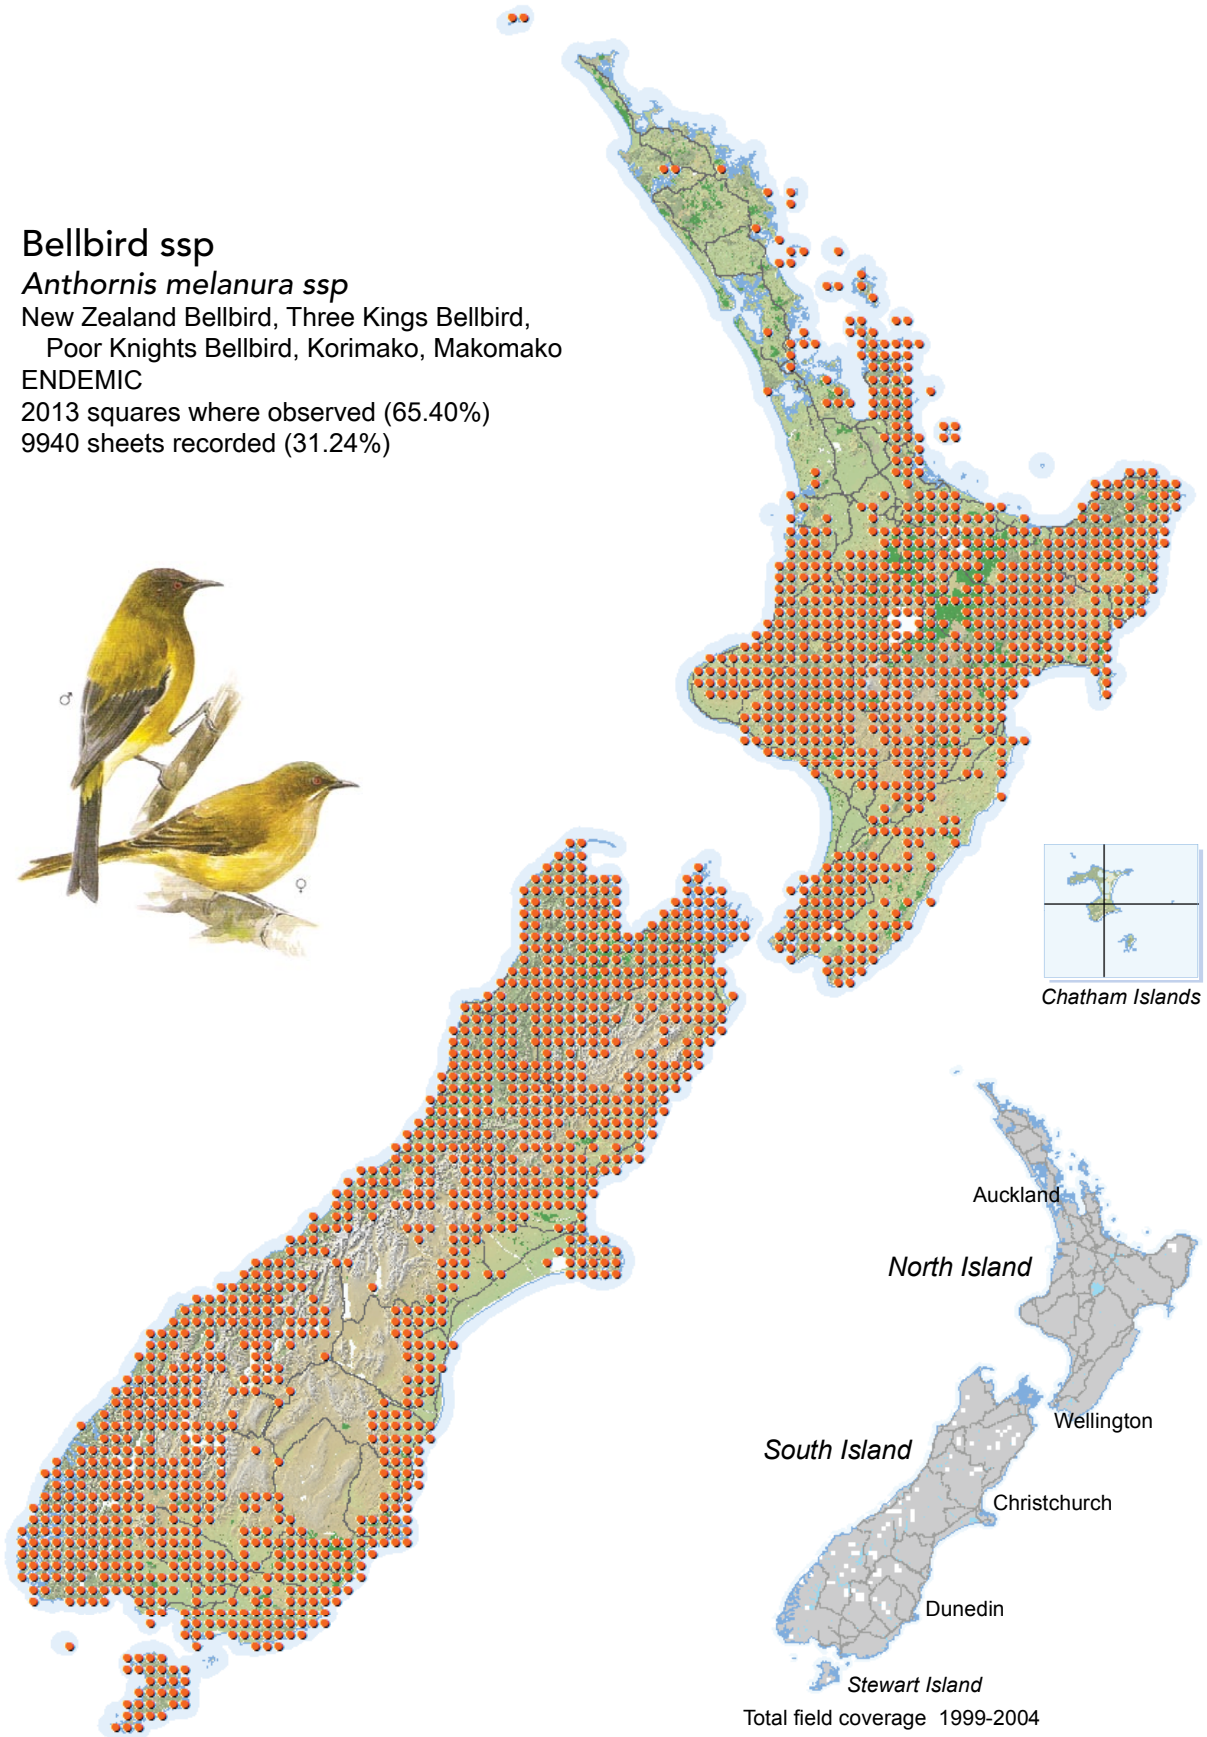 Bellbird ssp
Anthornis melanura ssp
New Zealand Bellbird, Three Kings Bellbird,
Poor Knights Bellbird, Korimako, Makomako
ENDEMIC
2013 squares where observed (65.40%)
9940 sheets recorded (31.24%)
♂
♀
Chatham Islands
Auckland
North Island
Wellington
South Island
Christchurch
Dunedin
Stewart Island
Total field coverage 1999-2004